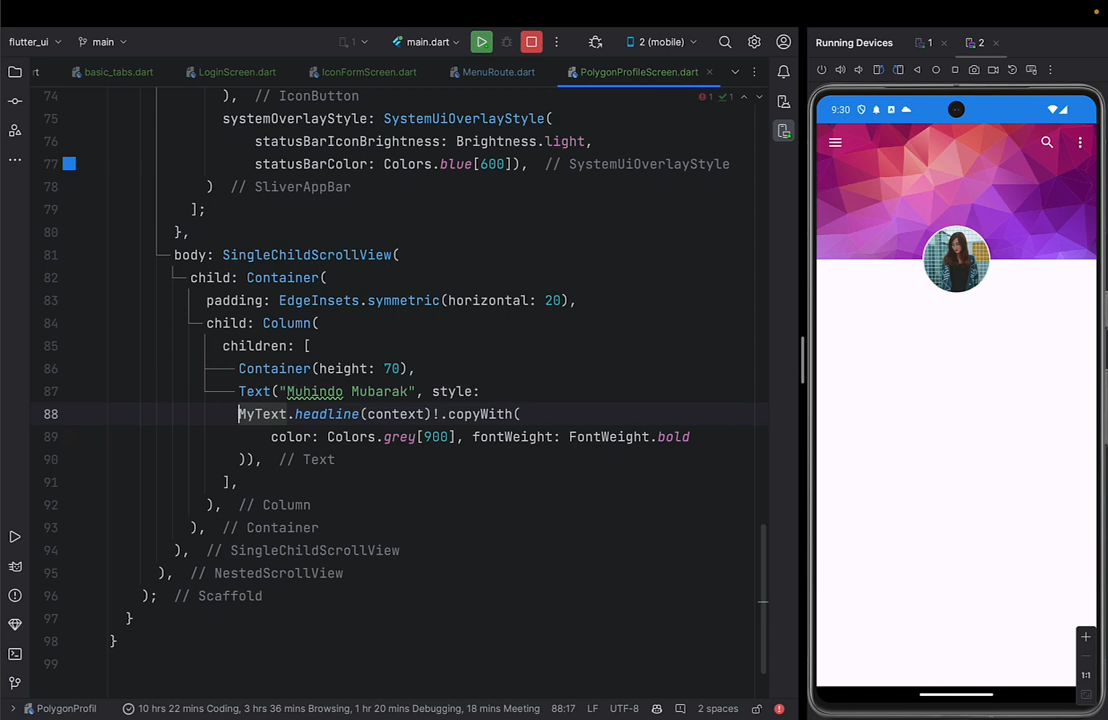 flutter_ui
main
1
main.dart
2 (mobile)
Running Devices
1
2
rt
basic_tabs.dart
LoginScreen.dart
IconFormScreen.dart
MenuRoute.dart
PolygonProfileScreen.dart
1 1
74 ), // IconButton
75 systemOverlayStyle: SystemUiOverlayStyle(
76 statusBarIconBrightness: Brightness.light,
77 statusBarColor: Colors.blue[600]), // SystemUiOverlayStyle
78 ) // SliverAppBar
79 ];
80 },
81 body: SingleChildScrollView(
82 child: Container(
83 padding: EdgeInsets.symmetric(horizontal: 20),
84 child: Column(
85 children: [
86 Container(height: 70),
87 Text("Muhindo Mubarak", style:
88 MyText.headline(context)!.copyWith(
89 color: Colors.grey[900], fontWeight: FontWeight.bold
90 )), // Text
91 ],
92 ), // Column
93 ), // Container
94 ), // SingleChildScrollView
95 ), // NestedScrollView
96 ); // Scaffold
97 }
98 }
99
9:30
1:1
PolygonProfil
10 hrs 22 mins Coding, 3 hrs 36 mins Browsing, 1 hr 20 mins Debugging, 18 mins Meeting
88:17
LF
UTF-8
2 spaces